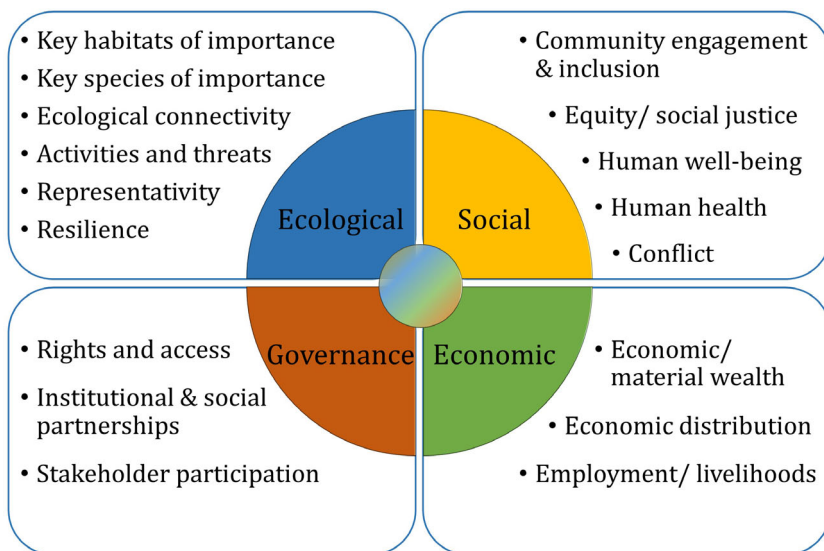 • Key habitats of importance
• Key species of importance
• Ecological connectivity
• Activities and threats
• Representativity
• Resilience
• Community engagement
& inclusion
• Equity/ social justice
• Human well-being
• Human health
• Conflict
Ecological
Social
Governance
Economic
• Rights and access
• Institutional & social
partnerships
• Stakeholder participation
• Economic/
material wealth
• Economic distribution
• Employment/ livelihoods